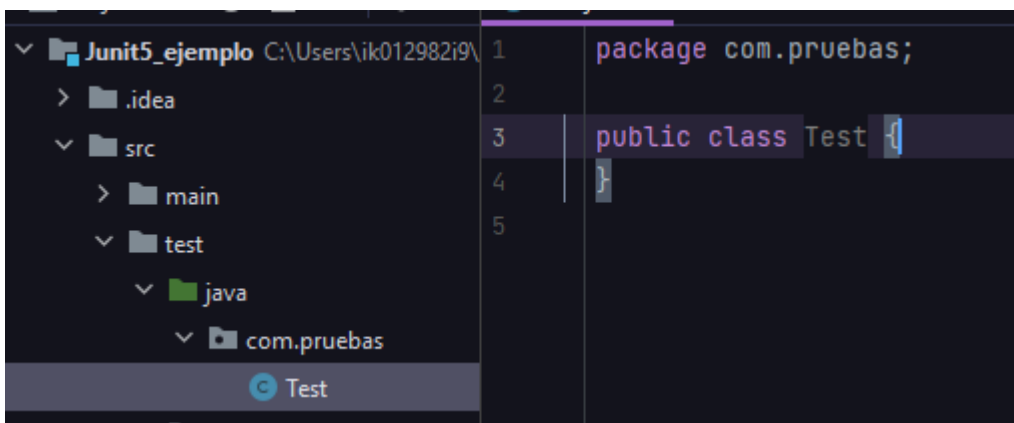 Junit5_ejemplo C:\Users\ik012982i9\
.idea
src
main
test
java
com.pruebas
Test
1 package com.pruebas;
2
3 public class Test {
4 }
5